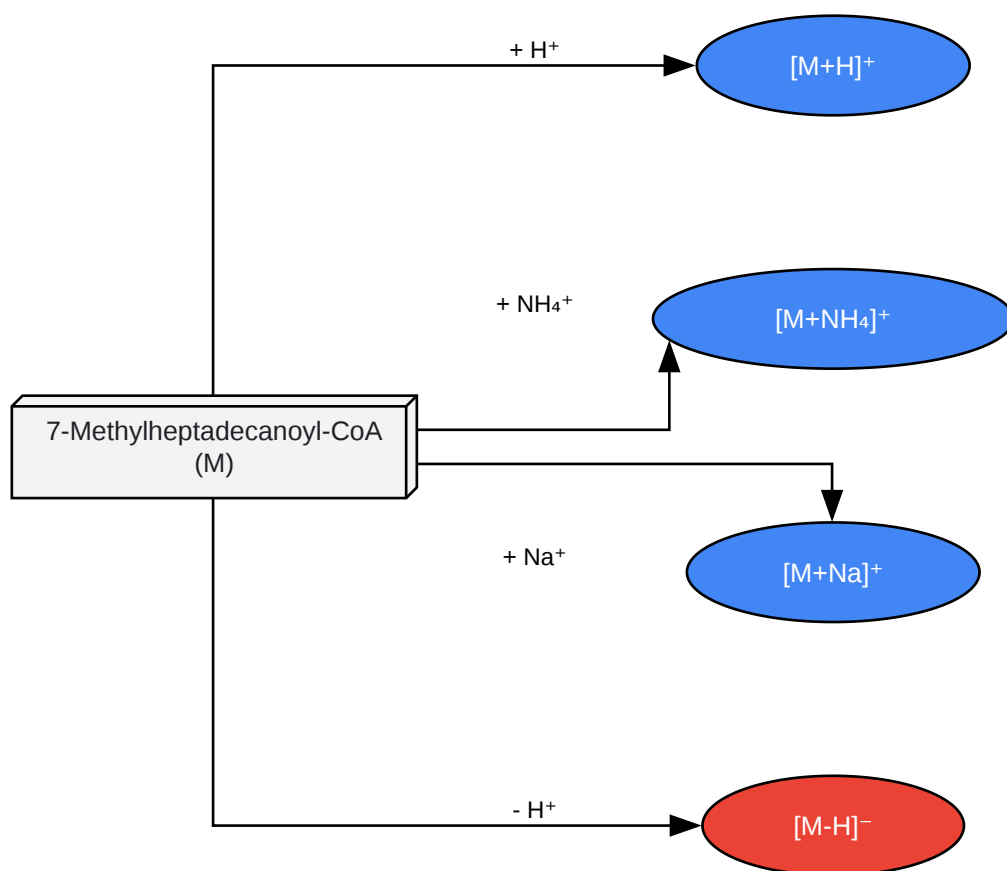 + H⁺
[M+H]⁺
+ NH₄⁺
[M+NH₄]⁺
7-Methylheptadecanoyl-CoA
(M)
+ Na⁺
[M+Na]⁺
- H⁺
[M-H]⁻